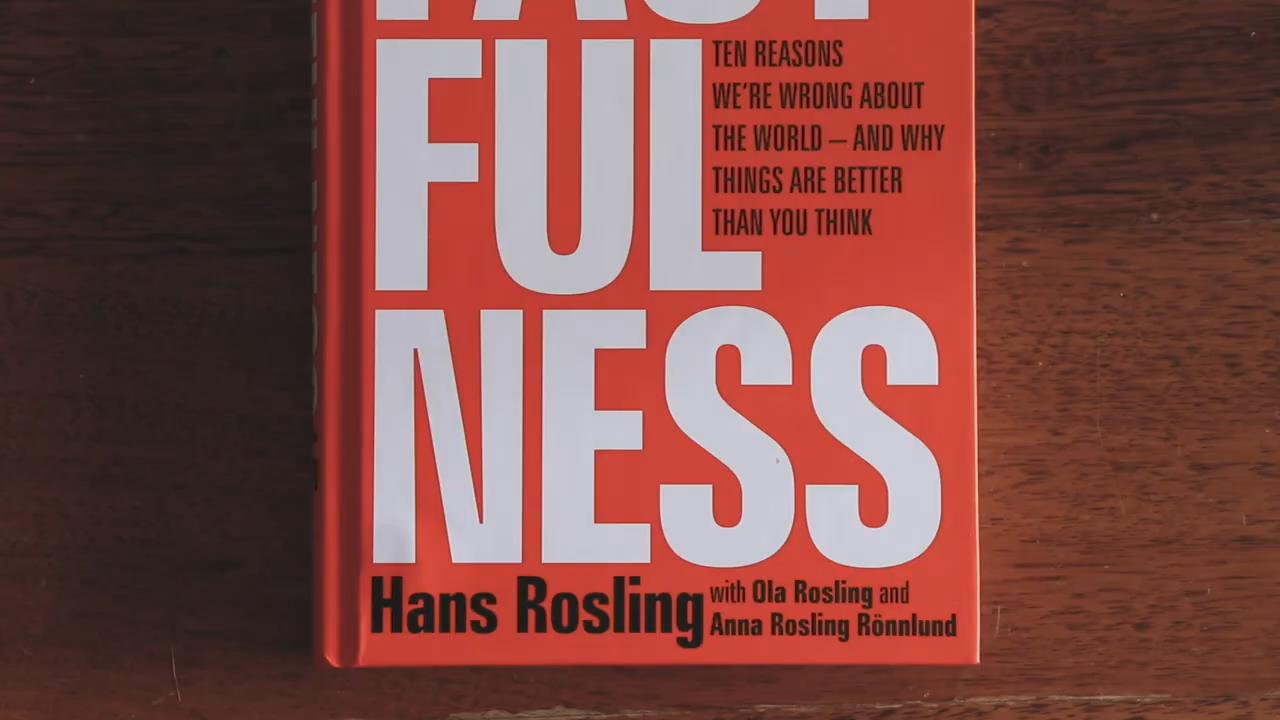 FACT
FUL
TEN REASONS
WE'RE WRONG ABOUT
THE WORLD – AND WHY
THINGS ARE BETTER
THAN YOU THINK
NESS
Hans Rosling
with Ola Rosling and
Anna Rosling Rönnlund